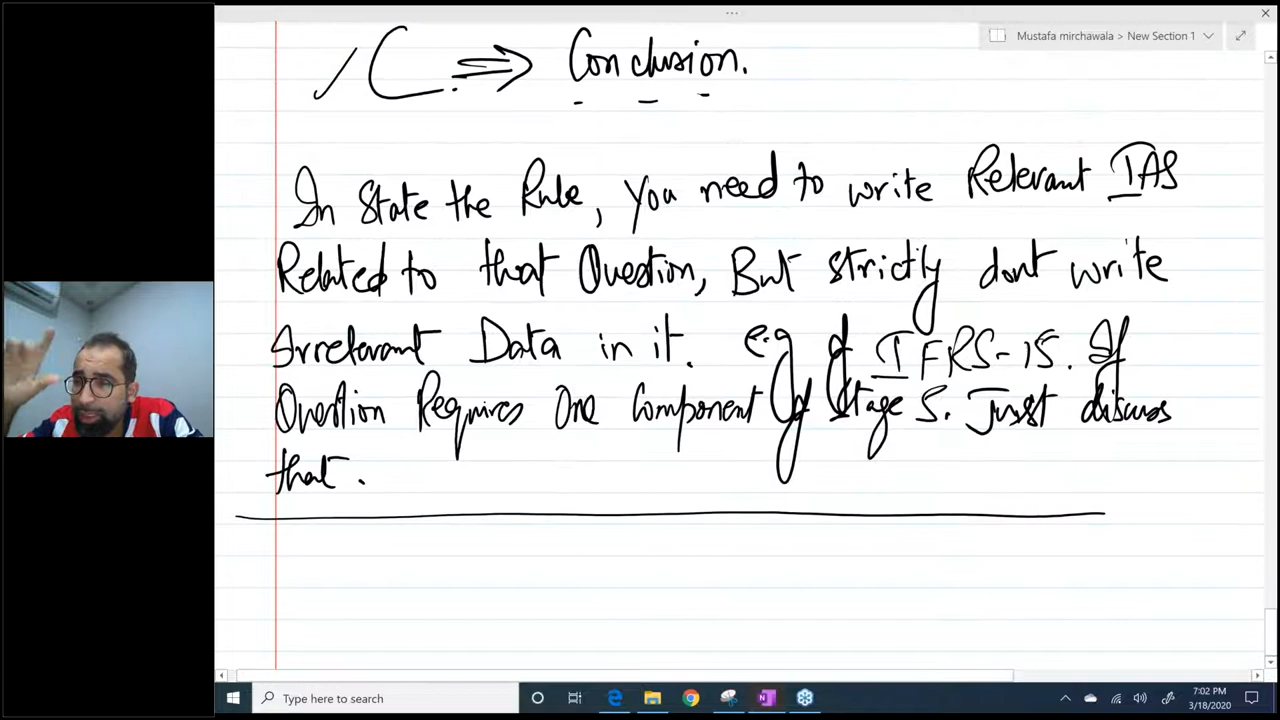 Mustafa mirchawala > New Section 1
C. ⇒ Conclusion.
In State the Rule, You need to write Relevant IAS
Related to that Question, But strictly dont write
Irrelevant Data in it. e.g of IFRS-15. If
Question Requires One Component of Stage 5. Just discuss
that.
Type here to search
7:02 PM
3/18/2020